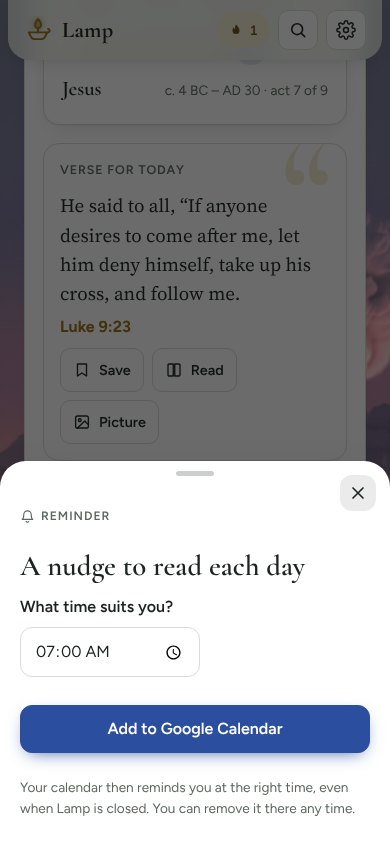 Lamp
1
Jesus
c. 4 BC – AD 30 · act 7 of 9
VERSE FOR TODAY
He said to all, “If anyone
desires to come after me, let
him deny himself, take up his
cross, and follow me.
Luke 9:23
Save
Read
Picture
REMINDER
A nudge to read each day
What time suits you?
07:00 AM
Add to Google Calendar
Your calendar then reminds you at the right time, even
when Lamp is closed. You can remove it there any time.